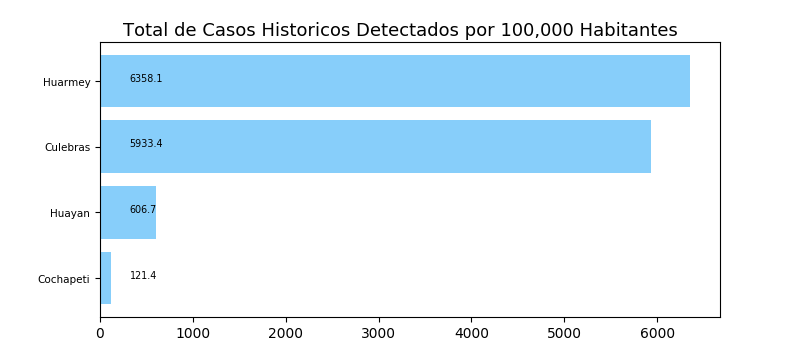 Total de Casos Historicos Detectados por 100,000 Habitantes
Huarmey 6358.1
Culebras 5933.4
Huayan 606.7
Cochapeti 121.4
0 1000 2000 3000 4000 5000 6000